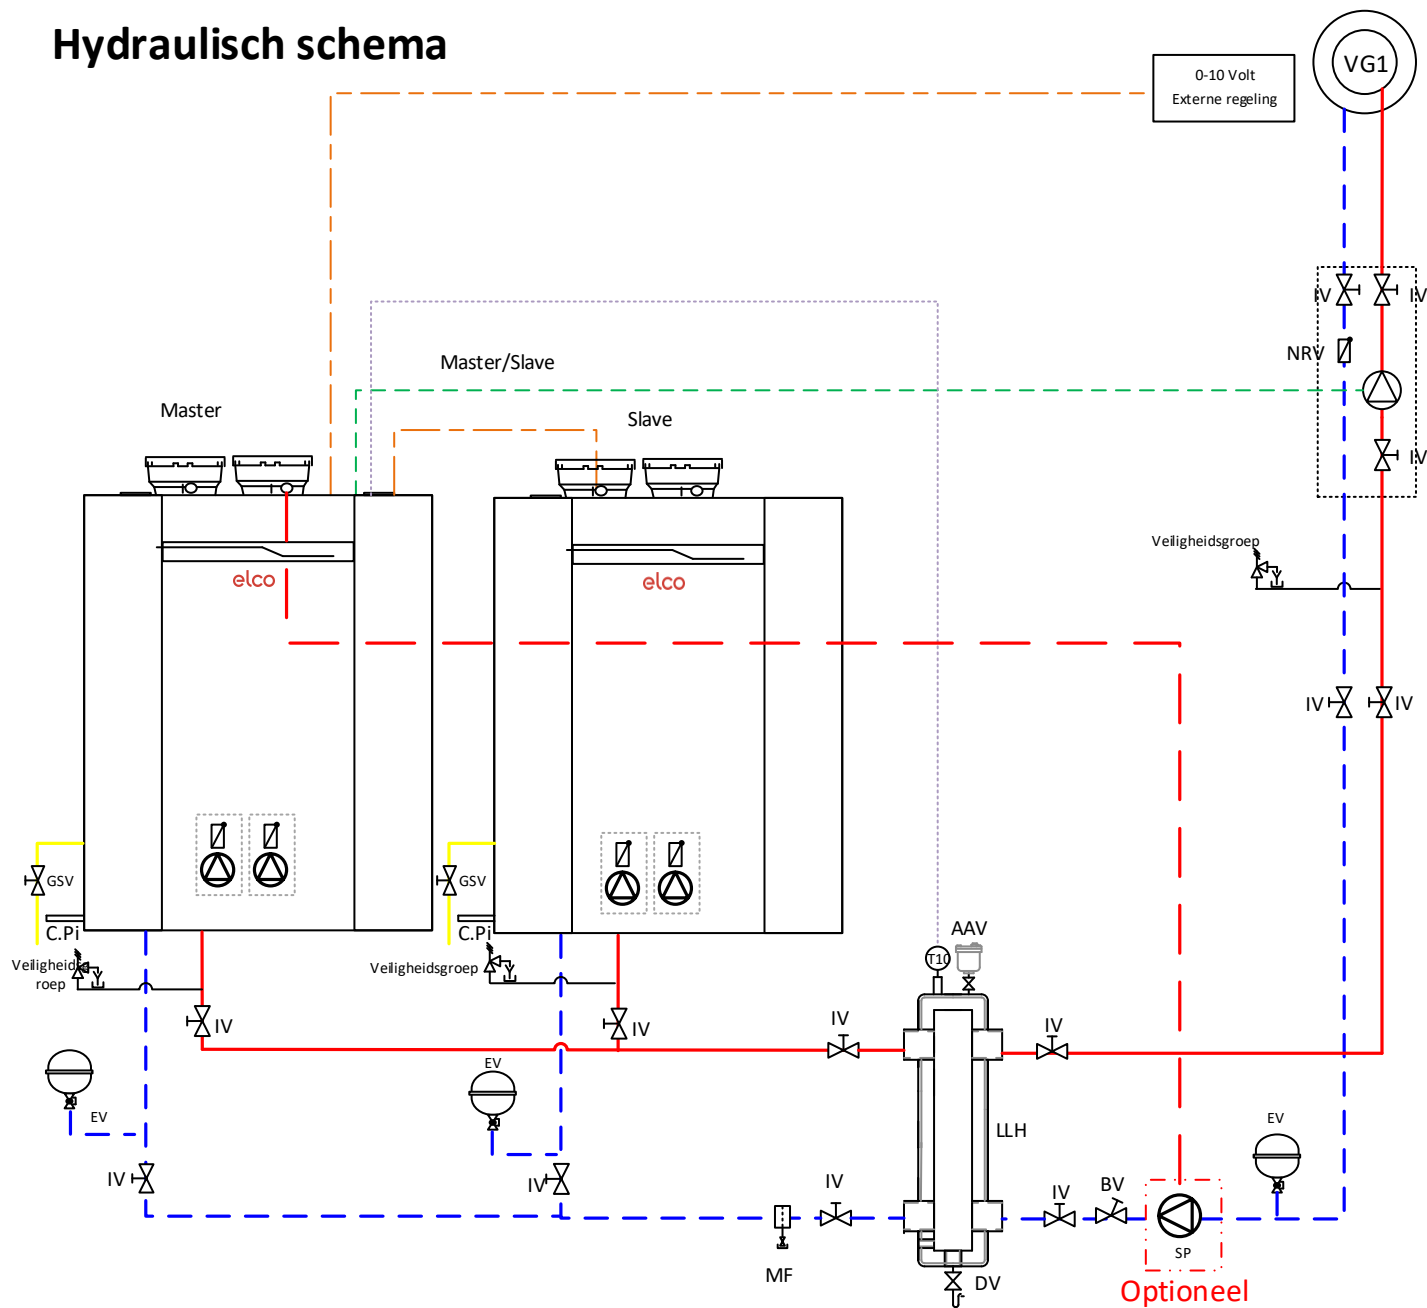 Hydraulisch schema
0-10 Volt
Externe regeling
VG1
IV
IV
NRV
Master/Slave
Master
Slave
IV
Veiligheidsgroep
elco
elco
IV
IV
GSV
GSV
C.Pi
C.Pi
AAV
Veiligheids
roep
Veiligheidsgroep
T10
IV
IV
IV
IV
EV
EV
EV
LLH
IV
IV
IV
IV
BV
SP
MF
DV
Optioneel